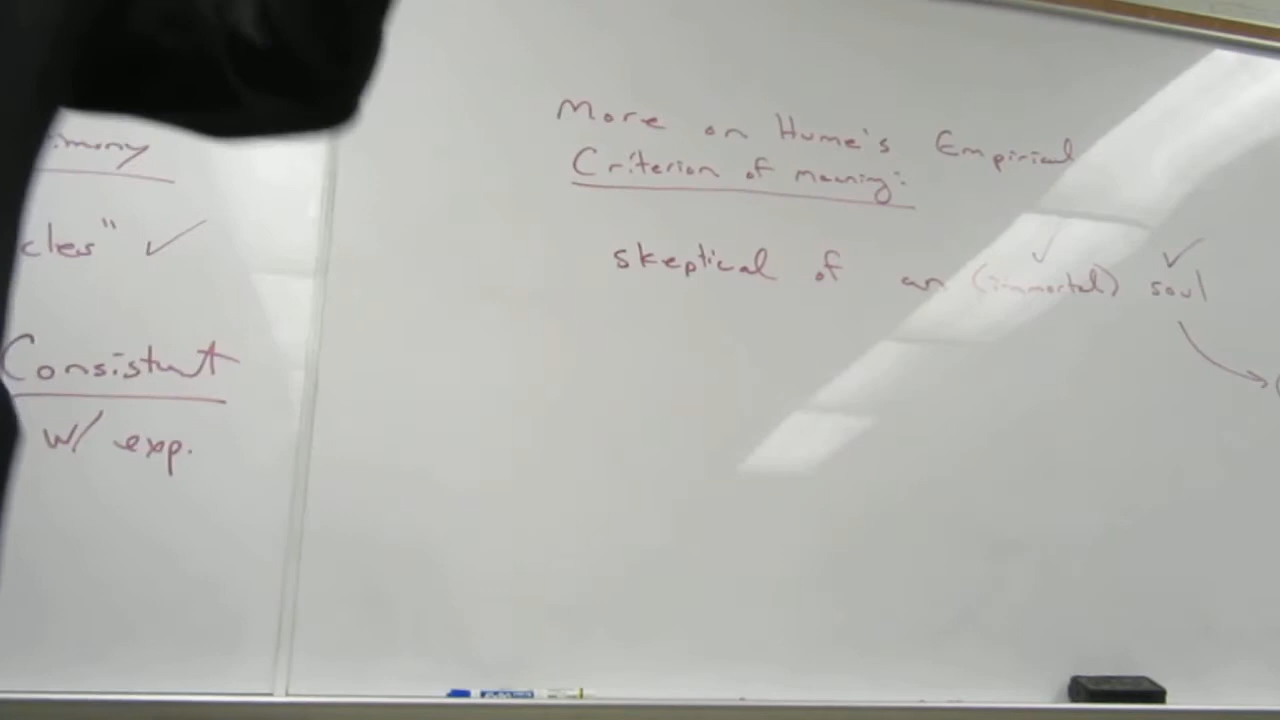 cles" ✓
Consistent
w/ exp.
More on Hume's Empirical
Criterion of meaning:
skeptical of an (immortal) soul